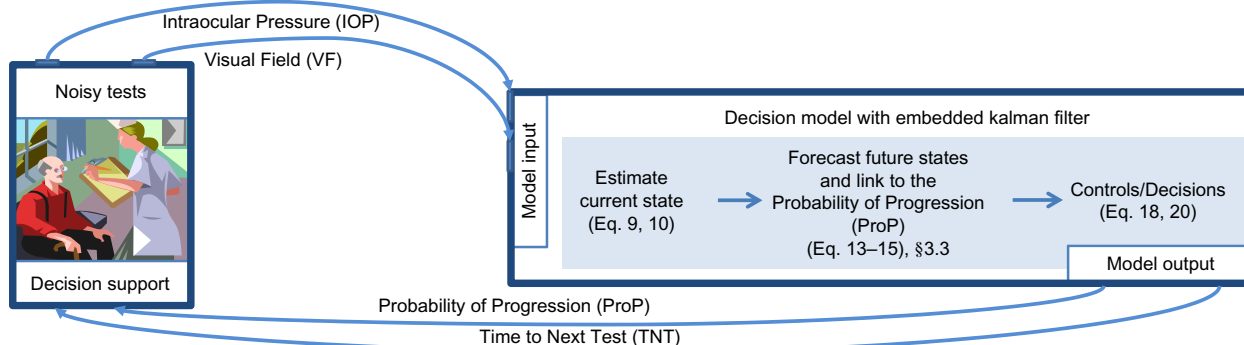 Intraocular Pressure (IOP)
Visual Field (VF)
Noisy tests
Decision support
Model input
Decision model with embedded kalman filter
Estimate
current state
(Eq. 9, 10)
Forecast future states
and link to the
Probability of Progression
(ProP)
(Eq. 13–15), §3.3
Controls/Decisions
(Eq. 18, 20)
Model output
Probability of Progression (ProP)
Time to Next Test (TNT)